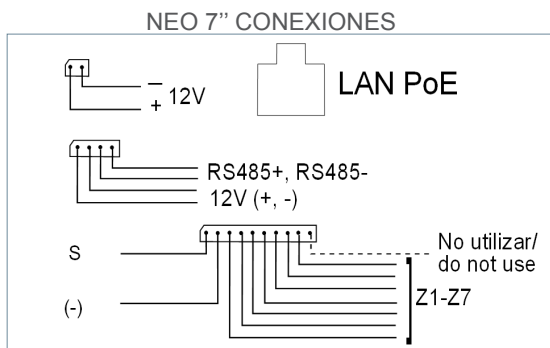 NEO 7’’ CONEXIONES
–
+ 12V
LAN PoE
RS485+, RS485-
12V (+, -)
S
(-)
No utilizar/
do not use
Z1-Z7